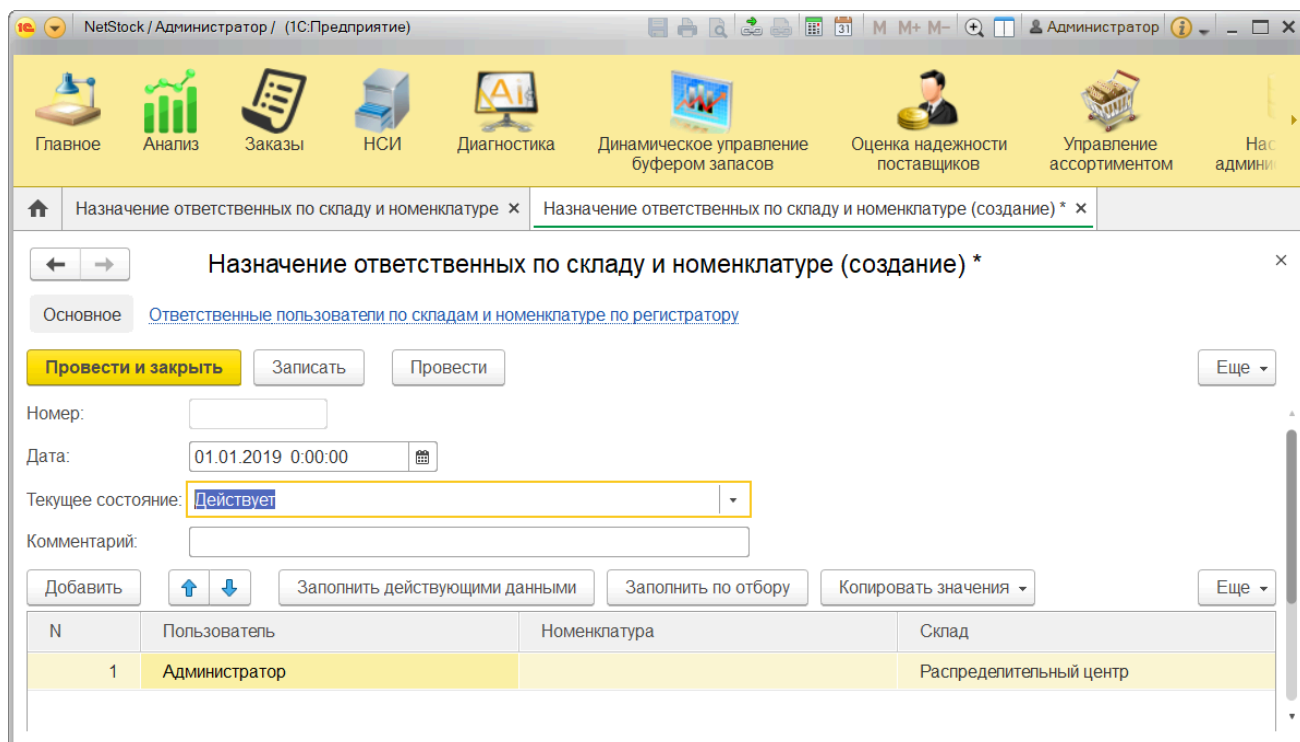 1С NetStock / Администратор / (1С:Предприятие) 31 M M+ M- Администратор i
Главное Анализ Заказы НСИ Диагностика Динамическое управление буфером запасов Оценка надежности поставщиков Управление ассортиментом Нас админи
Назначение ответственных по складу и номенклатуре × Назначение ответственных по складу и номенклатуре (создание) * ×
Назначение ответственных по складу и номенклатуре (создание) *
Основное Ответственные пользователи по складам и номенклатуре по регистратору
Провести и закрыть Записать Провести Еще
Номер:
Дата: 01.01.2019 0:00:00
Текущее состояние: Действует
Комментарий:
Добавить Заполнить действующими данными Заполнить по отбору Копировать значения Еще
N Пользователь Номенклатура Склад
1 Администратор Распределительный центр